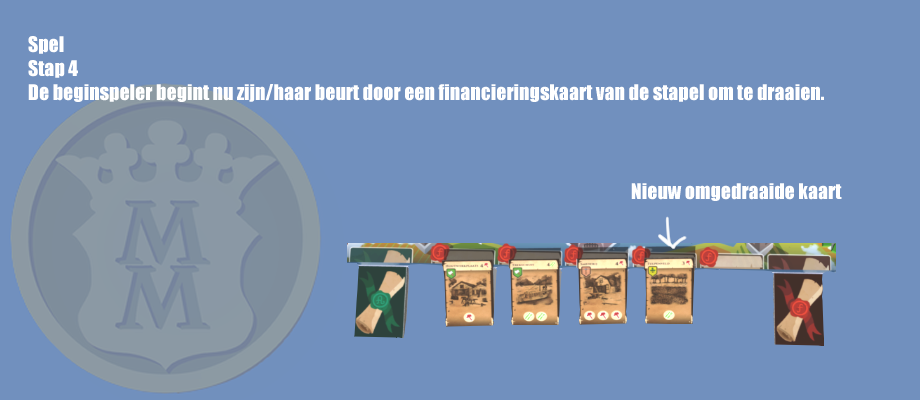 Spel
Stap 4
De beginspeler begint nu zijn/haar beurt door een financieringskaart van de stapel om te draaien.
Nieuw omgedraaide kaart
M
M